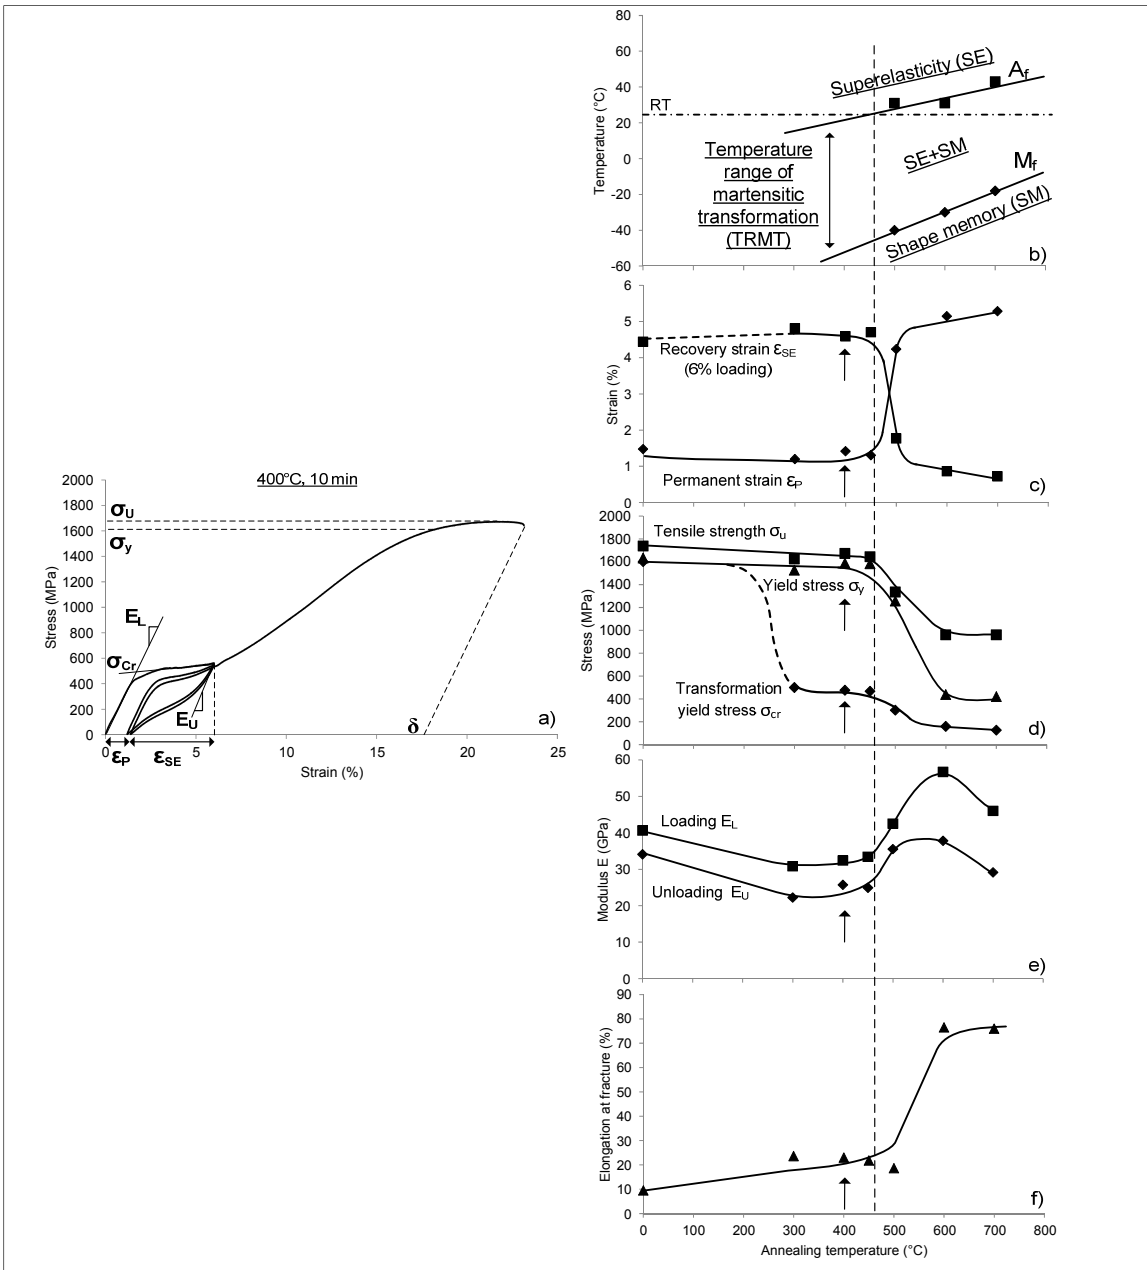 400°C, 10 min
2000
1800
1600
1400
1200
1000
800
600
400
200
0
Stress (MPa)
σU
σy
EL
σCr
EU
a)
δ
0
5
10
15
20
25
εP
εSE
Strain (%)
80
60
40
20
0
-20
-40
-60
Temperature (°C)
Superelasticity (SE)
Af
RT
Temperature
range of
martensitic
transformation
(TRMT)
SE+SM
Mf
Shape memory (SM)
b)
6
5
4
3
2
1
0
Strain (%)
Recovery strain εSE
(6% loading)
Permanent strain εP
c)
2000
1800
1600
1400
1200
1000
800
600
400
200
0
Stress (MPa)
Tensile strength σu
Yield stress σy
Transformation
yield stress σcr
d)
60
50
40
30
20
10
0
Modulus E (GPa)
Loading EL
Unloading EU
e)
90
80
70
60
50
40
30
20
10
0
Elongation at fracture (%)
f)
0
100
200
300
400
500
600
700
800
Annealing temperature (°C)